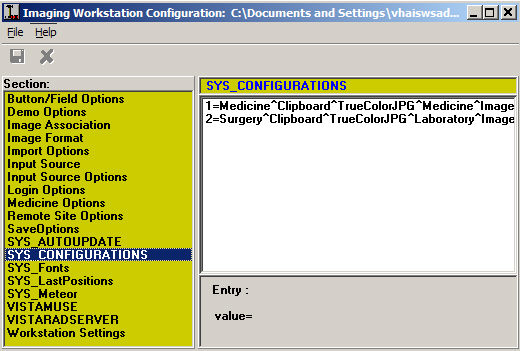 Imaging Workstation Configuration: C:\Documents and Settings\vhaiswsad...
File Help
Section:
Button/Field Options
Demo Options
Image Association
Image Format
Import Options
Input Source
Input Source Options
Login Options
Medicine Options
Remote Site Options
SaveOptions
SYS_AUTOUPDATE
SYS_CONFIGURATIONS
SYS_Fonts
SYS_LastPositions
SYS_Meteor
VISTAMUSE
VISTARADSERVER
Workstation Settings
SYS_CONFIGURATIONS
1=Medicine^Clipboard^TrueColorJPG^Medicine^Image
2=Surgery^Clipboard^TrueColorJPG^Laboratory^Image
Entry :
value=